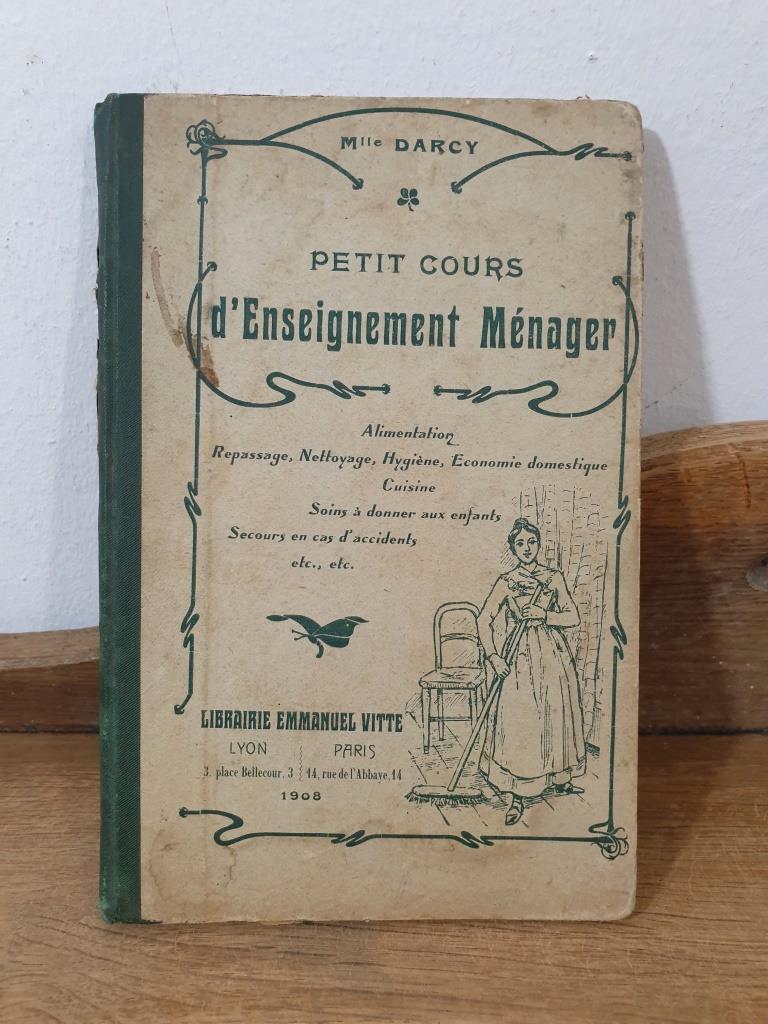 Mlle DARCY
PETIT COURS
d'Enseignement Ménager
Alimentation
Repassage, Nettoyage, Hygiène, Economie domestique
Cuisine
Soins à donner aux enfants
Secours en cas d'accidents
etc., etc.
LIBRAIRIE EMMANUEL VITTE
LYON PARIS
3, place Bellecour, 3 14, rue de l'Abbaye, 14
1908